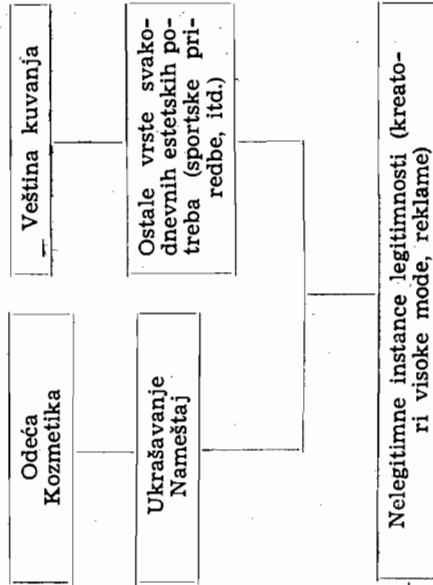 Odeća
Kozmetika
Veština kuvanja
Ukrašavanje
Nameštaj
Ostale vrste svako-
dnevnih estetskih po-
treba (sportske pri-
redbe, itd.)
Nelegitimne instance legitimnosti (kreato-
ri visoke mode, reklame)